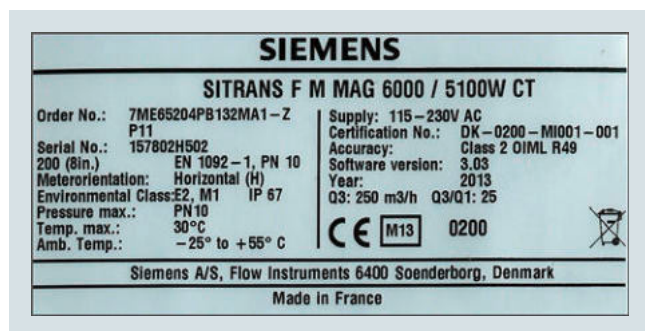 SIEMENS
SITRANS F M MAG 6000 / 5100W CT
Order No.: 7ME65204PB132MA1-Z
P11
Serial No.: 157802H502
200 (8in.) EN 1092-1, PN 10
Meterorientation: Horizontal (H)
Environmental Class:E2, M1 IP 67
Pressure max.: PN10
Temp. max.: 30°C
Amb. Temp.: -25° to +55° C
Supply: 115-230V AC
Certification No.: DK-0200-MI001-001
Accuracy: Class 2 OIML R49
Software version: 3.03
Year: 2013
Q3: 250 m3/h Q3/Q1: 25
CE M13 0200
Siemens A/S, Flow Instruments 6400 Soenderborg, Denmark
Made in France